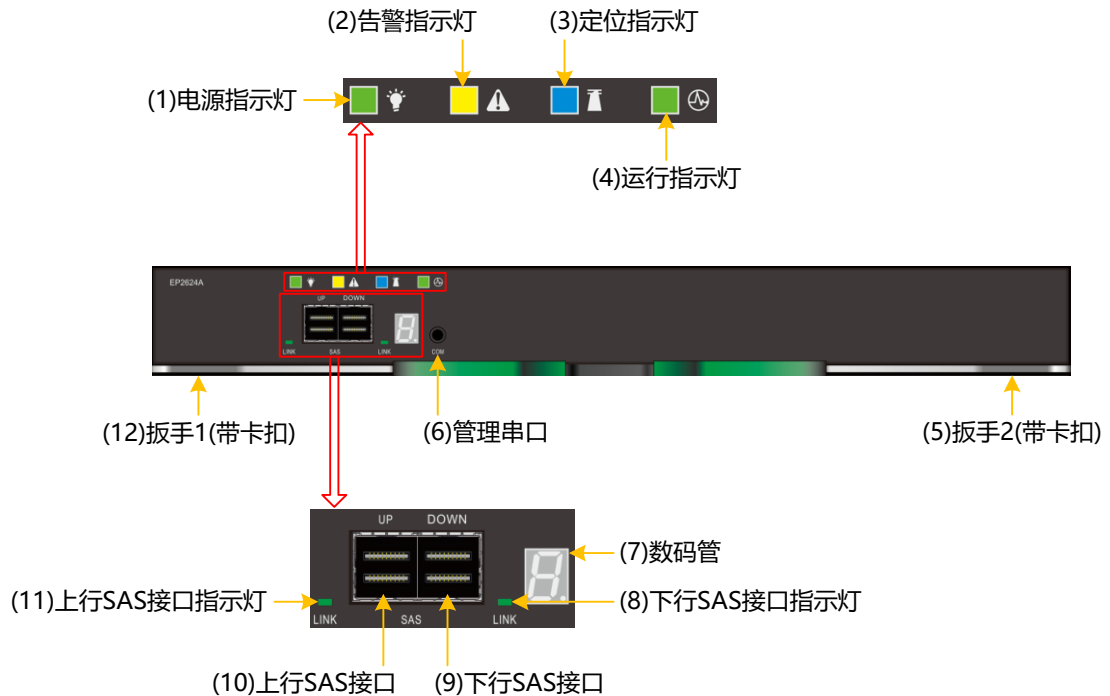 (2)告警指示灯
(3)定位指示灯
(1)电源指示灯
(4)运行指示灯
EP2624A
UP DOWN
LINK SAS LINK COM
(12)扳手1(带卡扣)
(6)管理串口
(5)扳手2(带卡扣)
UP DOWN
(7)数码管
(11)上行SAS接口指示灯
(8)下行SAS接口指示灯
LINK SAS LINK
(10)上行SAS接口
(9)下行SAS接口